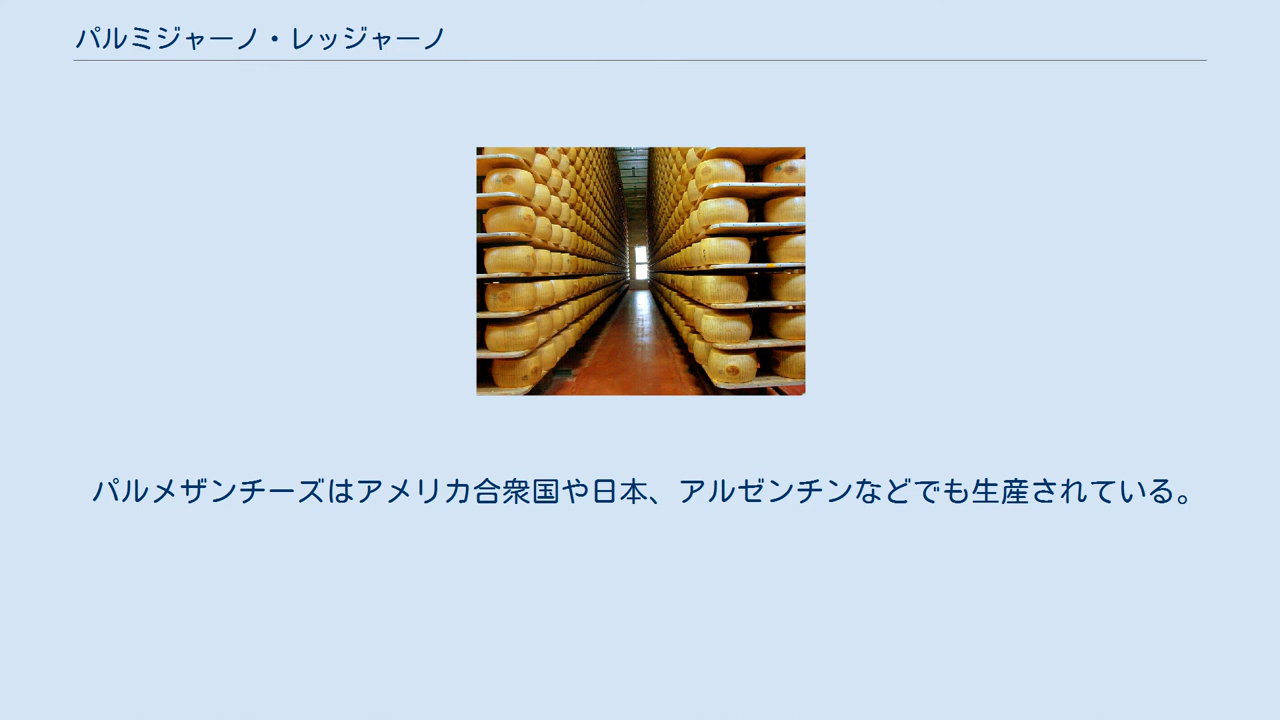 パルミジャーノ・レッジャーノ
パルメザンチーズはアメリカ合衆国や日本、アルゼンチンなどでも生産されている。